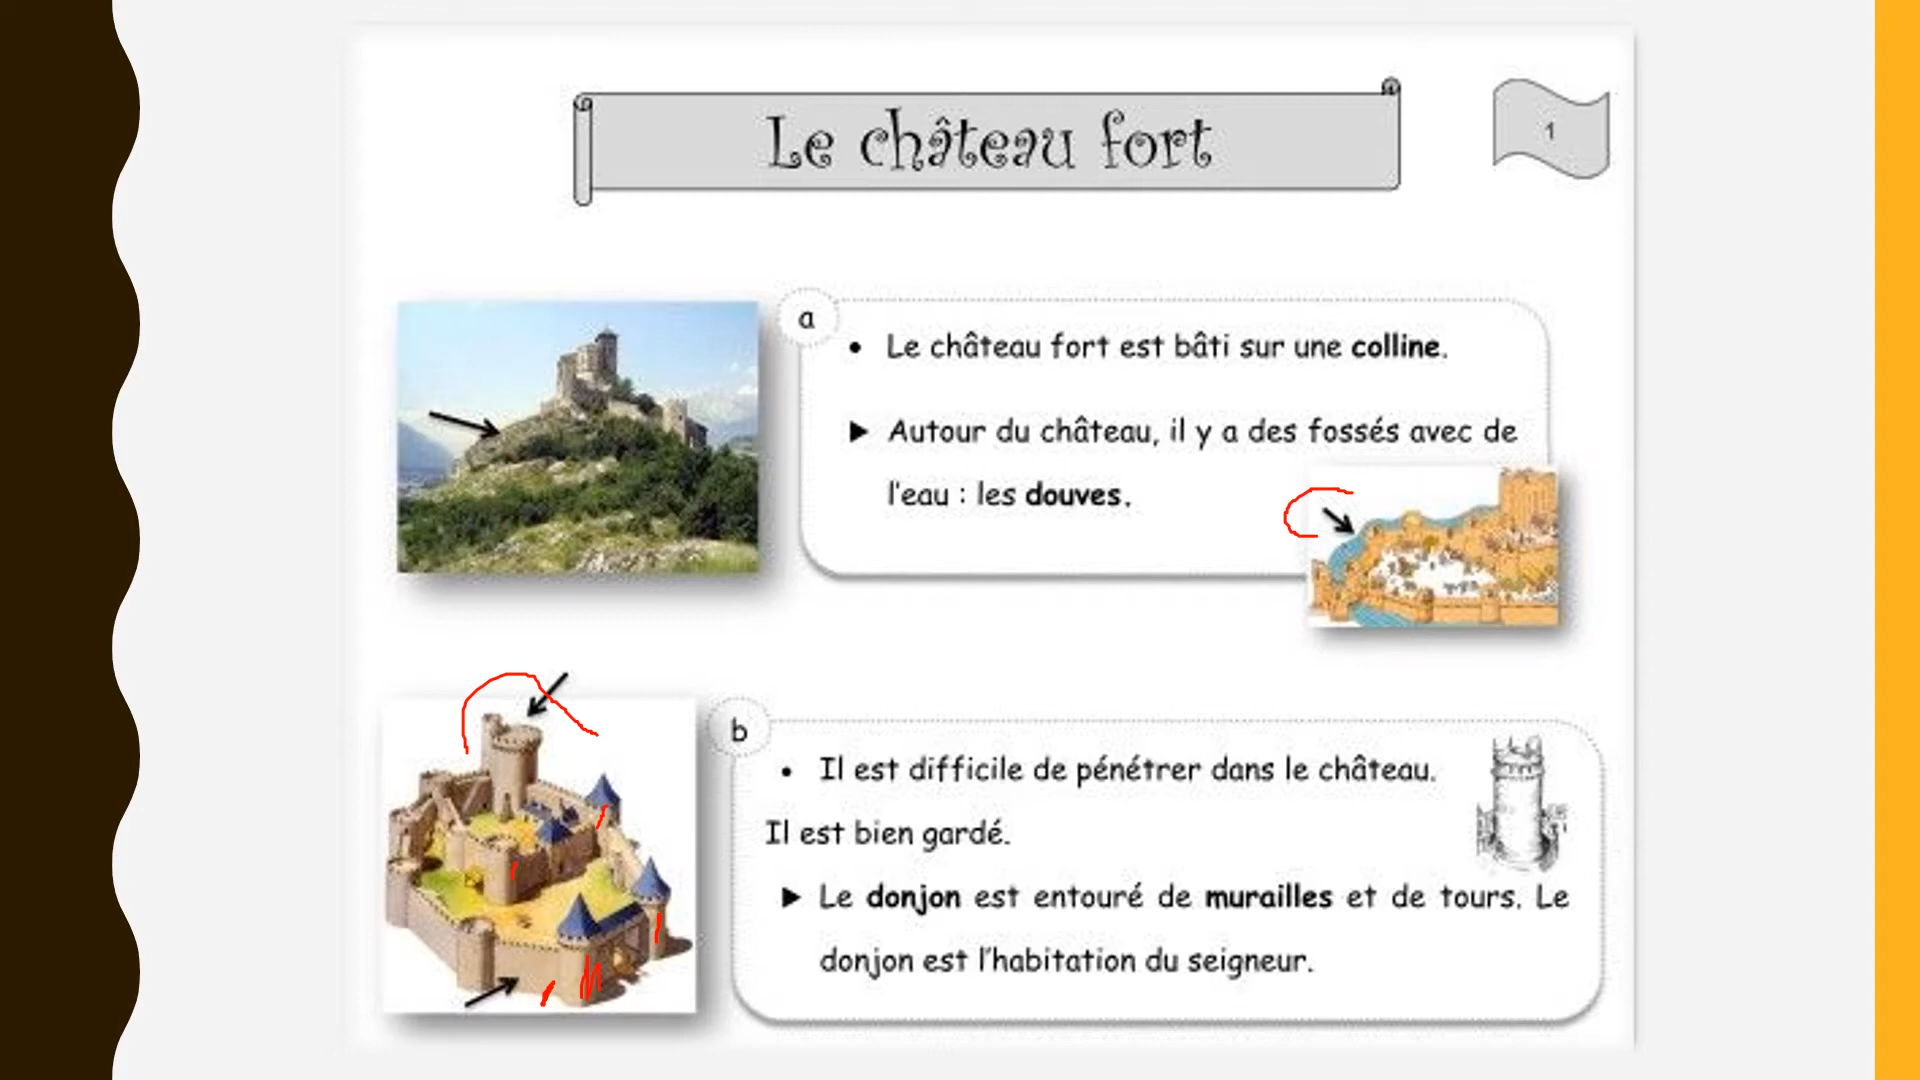 Le château fort
1
a
• Le château fort est bâti sur une colline.
► Autour du château, il y a des fossés avec de
l'eau : les douves.
b
• Il est difficile de pénétrer dans le château.
Il est bien gardé.
► Le donjon est entouré de murailles et de tours. Le
donjon est l'habitation du seigneur.